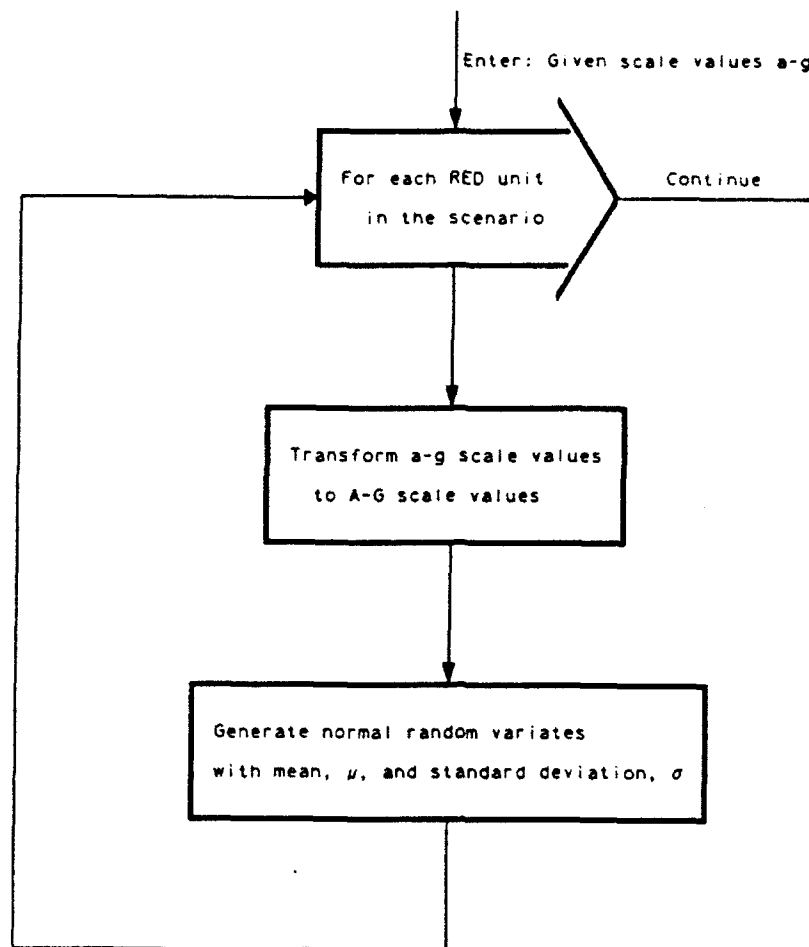 Enter: Given scale values a-g
For each RED unit
in the scenario
Continue
Transform a-g scale values
to A-G scale values
Generate normal random variates
with mean, μ, and standard deviation, σ